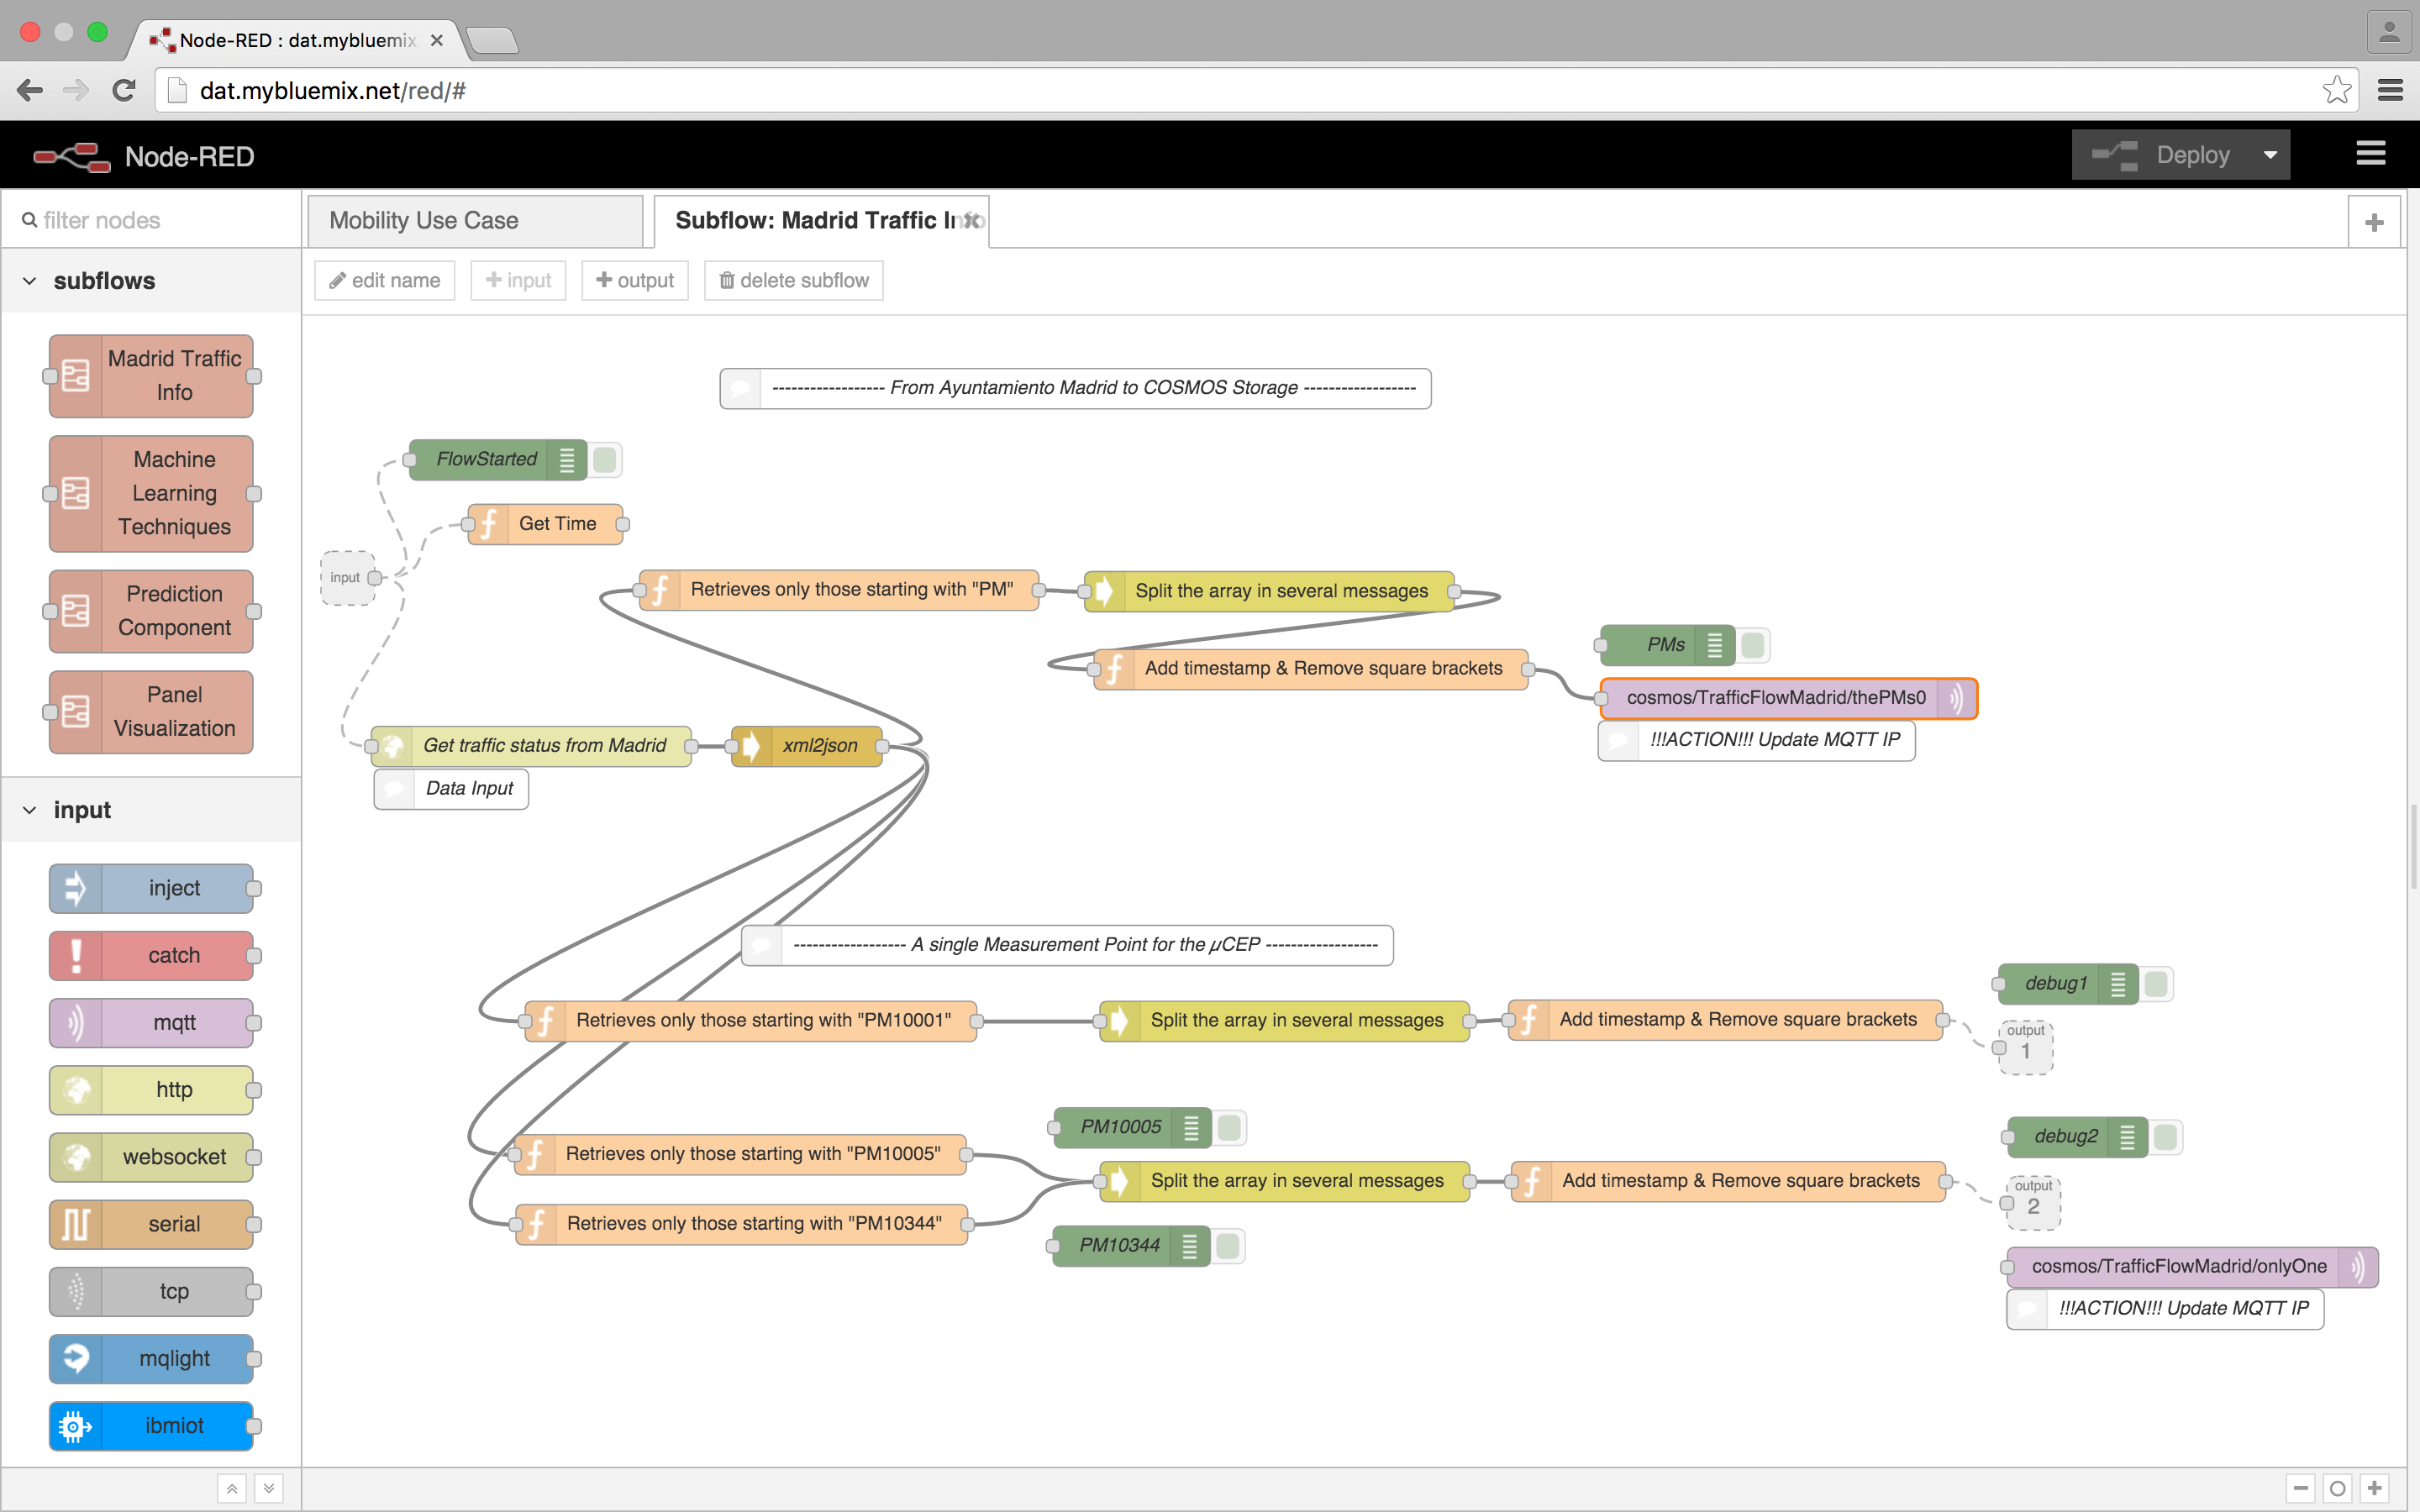 Node-RED : dat.mybluemix
dat.mybluemix.net/red/#
Node-RED
Deploy
filter nodes
Mobility Use Case
Subflow: Madrid Traffic Info
subflows
edit name
input
output
delete subflow
Madrid Traffic
Info
Machine
Learning
Techniques
Prediction
Component
Panel
Visualization
input
inject
catch
mqtt
http
websocket
serial
tcp
mqlight
ibmiot
------------------ From Ayuntamiento Madrid to COSMOS Storage ------------------
FlowStarted
Get Time
input
Retrieves only those starting with "PM"
Split the array in several messages
Add timestamp & Remove square brackets
PMs
cosmos/TrafficFlowMadrid/thePMs0
!!!ACTION!!! Update MQTT IP
Get traffic status from Madrid
xml2json
Data Input
------------------ A single Measurement Point for the µCEP ------------------
Retrieves only those starting with "PM10001"
Split the array in several messages
Add timestamp & Remove square brackets
debug1
output
1
PM10005
Retrieves only those starting with "PM10005"
Split the array in several messages
Add timestamp & Remove square brackets
debug2
output
2
Retrieves only those starting with "PM10344"
PM10344
cosmos/TrafficFlowMadrid/onlyOne
!!!ACTION!!! Update MQTT IP